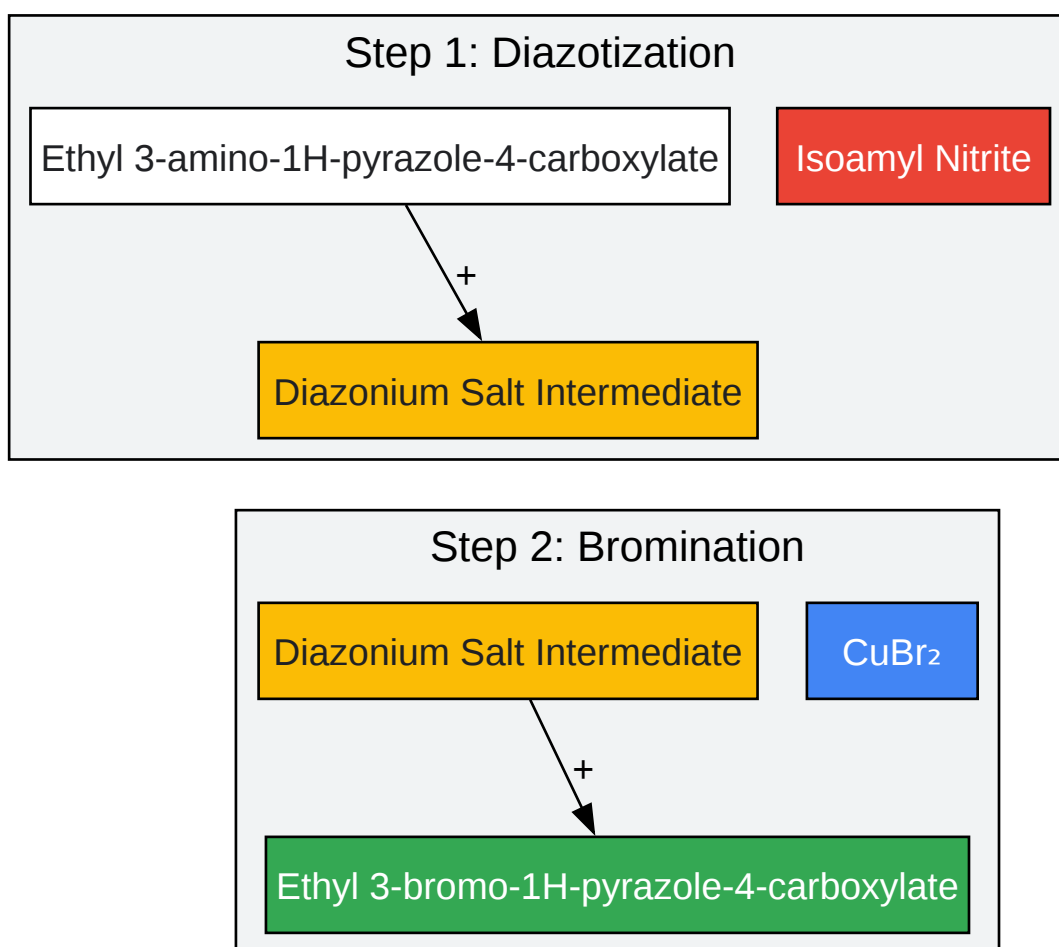 Step 1: Diazotization
Ethyl 3-amino-1H-pyrazole-4-carboxylate
Isoamyl Nitrite
+
Diazonium Salt Intermediate
Step 2: Bromination
Diazonium Salt Intermediate
CuBr₂
+
Ethyl 3-bromo-1H-pyrazole-4-carboxylate